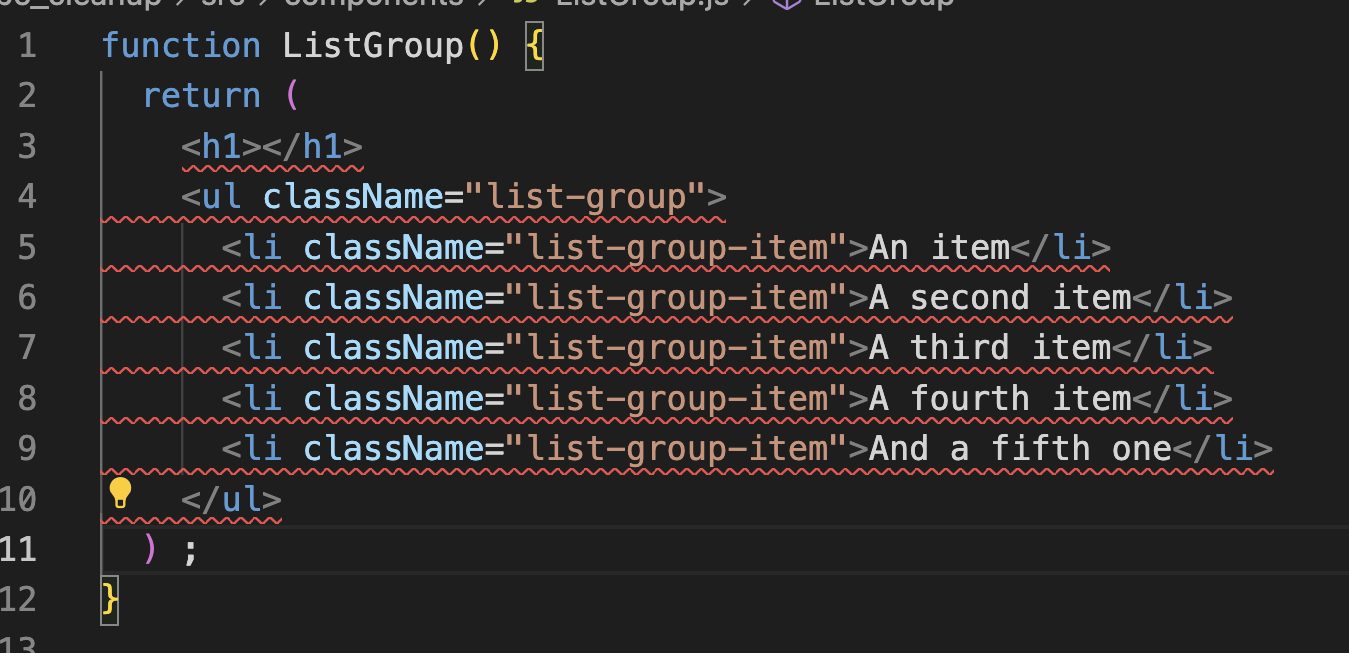 src > components > ListGroup.js > ListGroup
1 function ListGroup() {
2 return (
3 <h1></h1>
4 <ul className="list-group">
5 <li className="list-group-item">An item</li>
6 <li className="list-group-item">A second item</li>
7 <li className="list-group-item">A third item</li>
8 <li className="list-group-item">A fourth item</li>
9 <li className="list-group-item">And a fifth one</li>
10 </ul>
11 ) ;
12 }
13